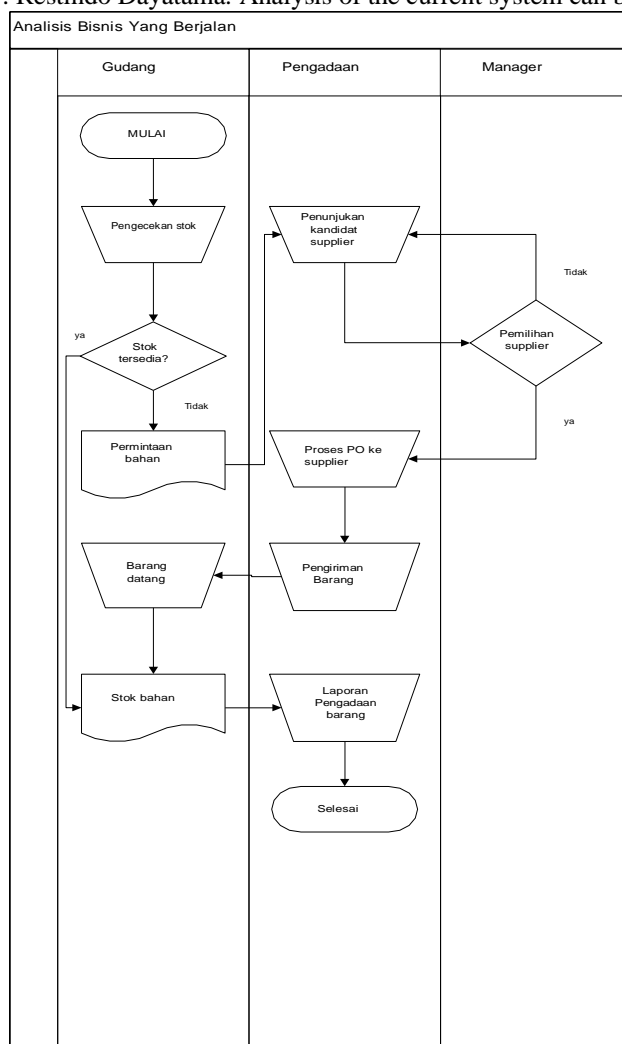 . Restindo Dayatama. Analysis of the current system can b
Analisis Bisnis Yang Berjalan
Gudang
Pengadaan
Manager
MULAI
Pengecekan stok
Penunjukan
kandidat
supplier
Tidak
ya
Stok
tersedia?
Pemilihan
supplier
Tidak
ya
Permintaan
bahan
Proses PO ke
supplier
Barang
datang
Pengiriman
Barang
Stok bahan
Laporan
Pengadaan
barang
Selesai